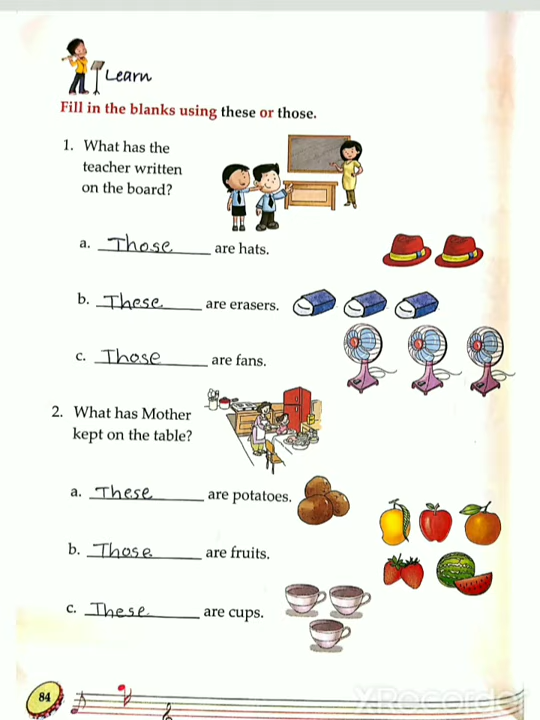 Learn
Fill in the blanks using these or those.
1. What has the
teacher written
on the board?
a. Those are hats.
b. These are erasers.
c. Those are fans.
2. What has Mother
kept on the table?
a. These are potatoes.
b. Those are fruits.
c. These are cups.
84
XRecorder